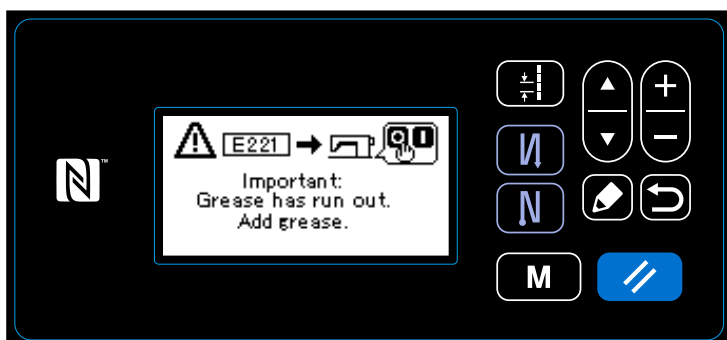 E221
Important:
Grease has run out.
Add grease.
M